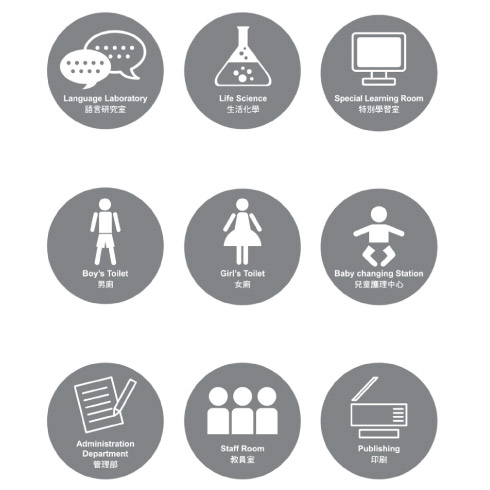 Language Laboratory
語言研究室
Life Science
生活化學
Special Learning Room
特別學習室
Boy's Toilet
男廁
Girl's Toilet
女廁
Baby changing Station
兒童護理中心
Administration
Department
管理部
Staff Room
教員室
Publishing
印刷